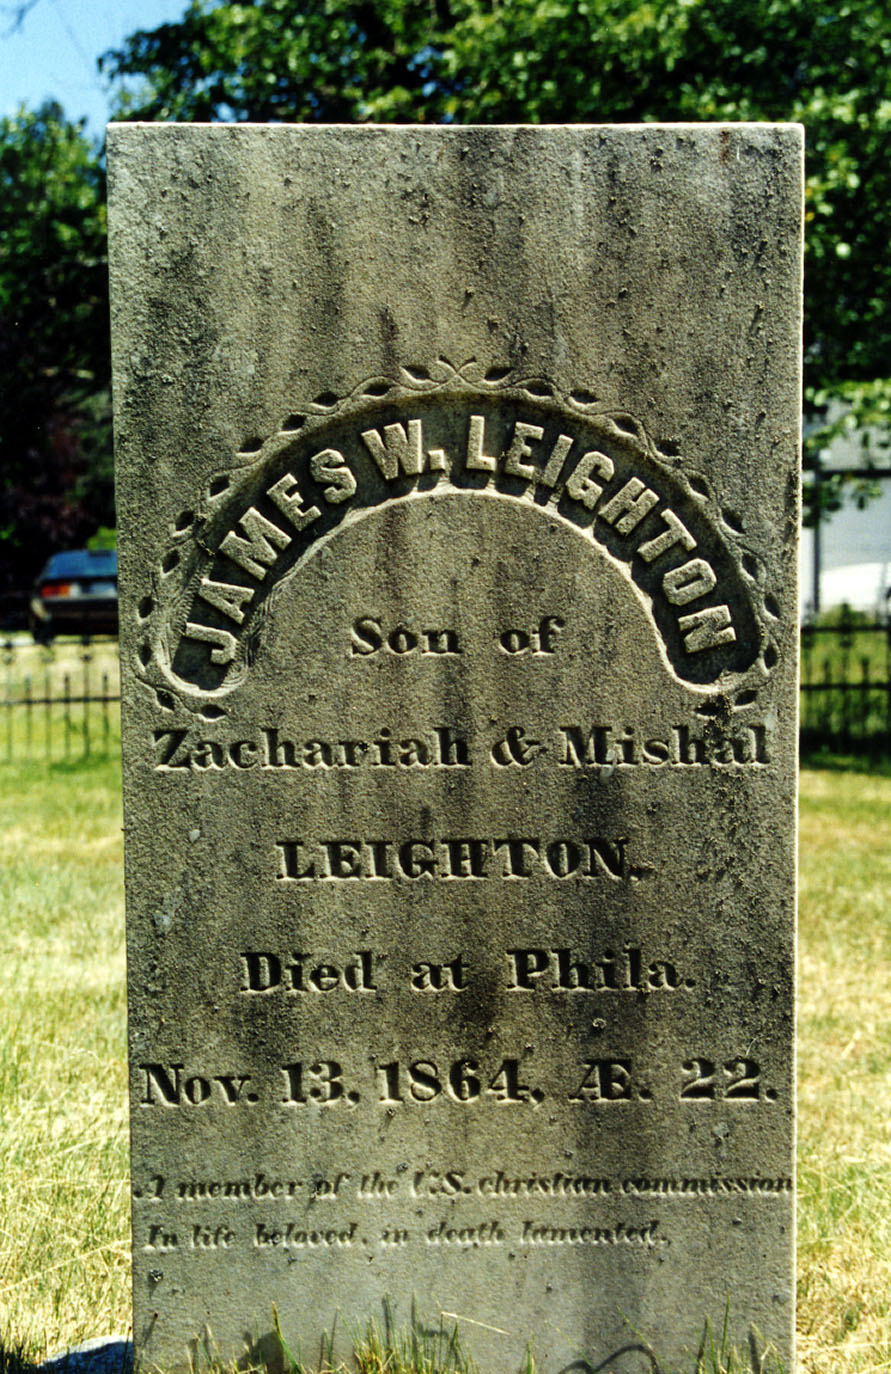 JAMES W. LEIGHTON
Son of
Zachariah & Mishal
LEIGHTON.
Died at Phila.
Nov. 13, 1864, Æ. 22.
A member of the U.S. christian commission
In life beloved, in death lamented.